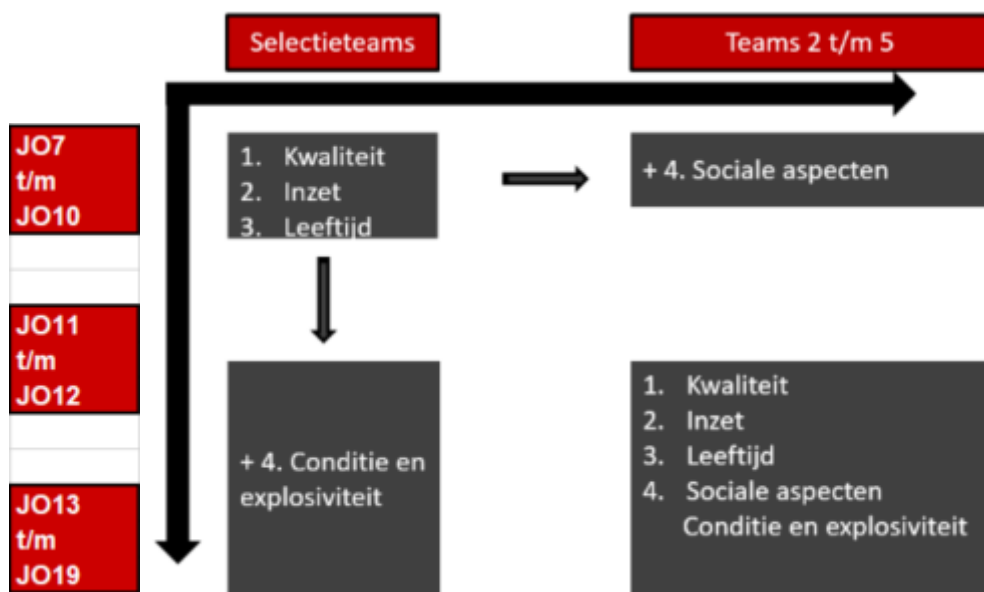 Selectieteams
Teams 2 t/m 5
JO7
t/m
JO10
1. Kwaliteit
2. Inzet
3. Leeftijd
+ 4. Sociale aspecten
JO11
t/m
JO12
JO13
t/m
JO19
+ 4. Conditie en
explosiviteit
1. Kwaliteit
2. Inzet
3. Leeftijd
4. Sociale aspecten
Conditie en explosiviteit